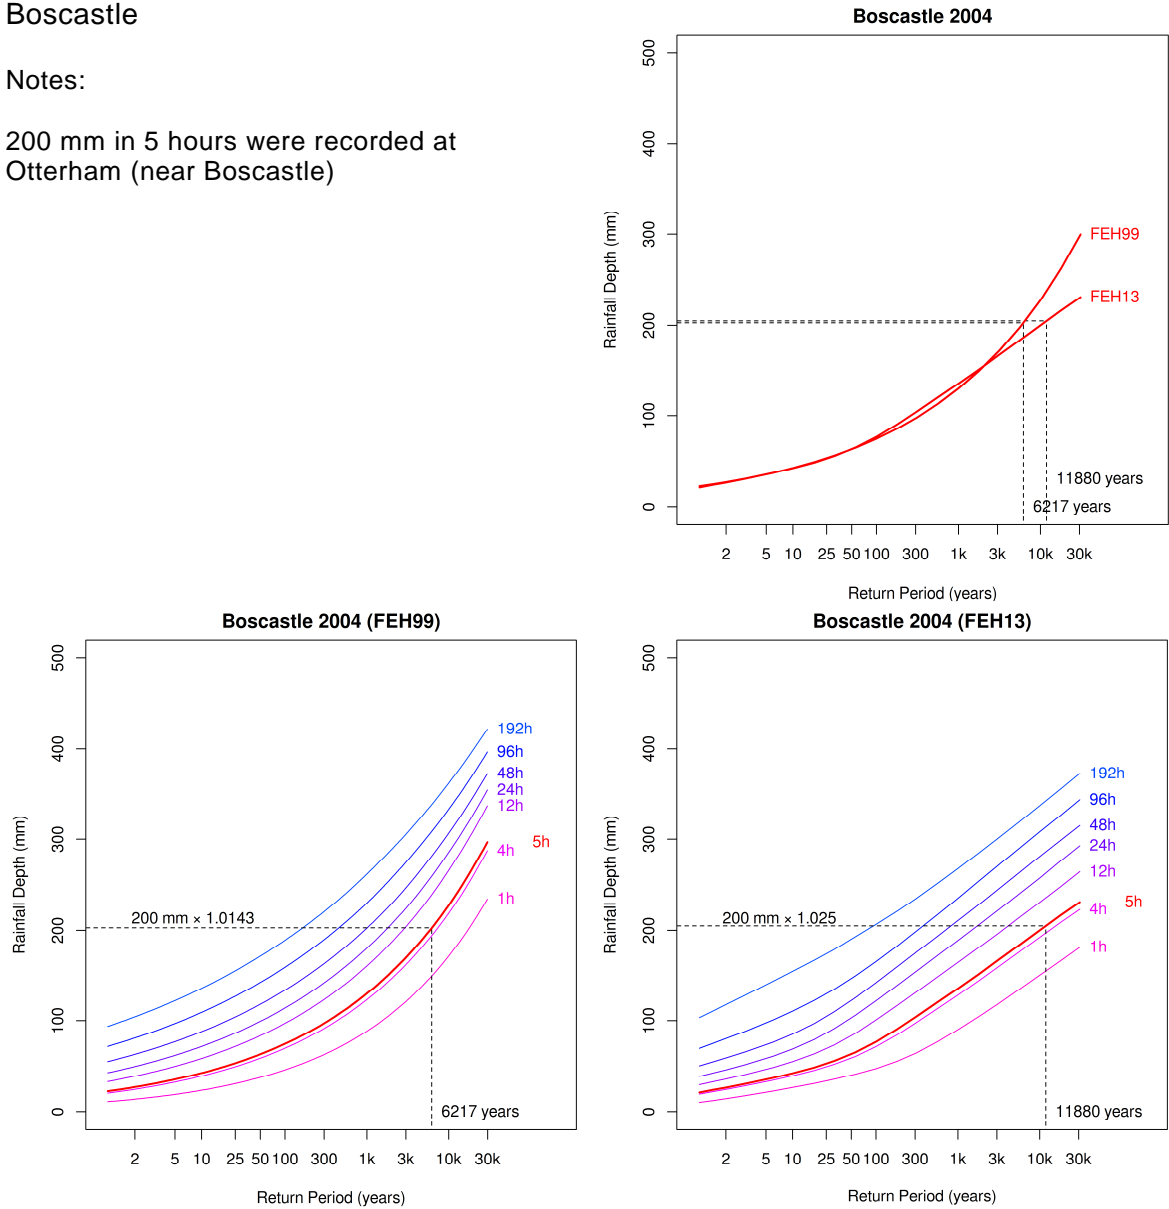 Boscastle
Notes:
200 mm in 5 hours were recorded at
Otterham (near Boscastle)
Boscastle 2004
500
400
300
200
100
0
Rainfall Depth (mm)
FEH99
FEH13
11880 years
6217 years
2 5 10 25 50 100 300 1k 3k 10k 30k
Return Period (years)
Boscastle 2004 (FEH99)
500
400
300
200
100
0
Rainfall Depth (mm)
192h
96h
48h
24h
12h
5h
4h
1h
200 mm × 1.0143
6217 years
2 5 10 25 50 100 300 1k 3k 10k 30k
Return Period (years)
Boscastle 2004 (FEH13)
500
400
300
200
100
0
Rainfall Depth (mm)
192h
96h
48h
24h
12h
5h
4h
1h
200 mm × 1.025
11880 years
2 5 10 25 50 100 300 1k 3k 10k 30k
Return Period (years)